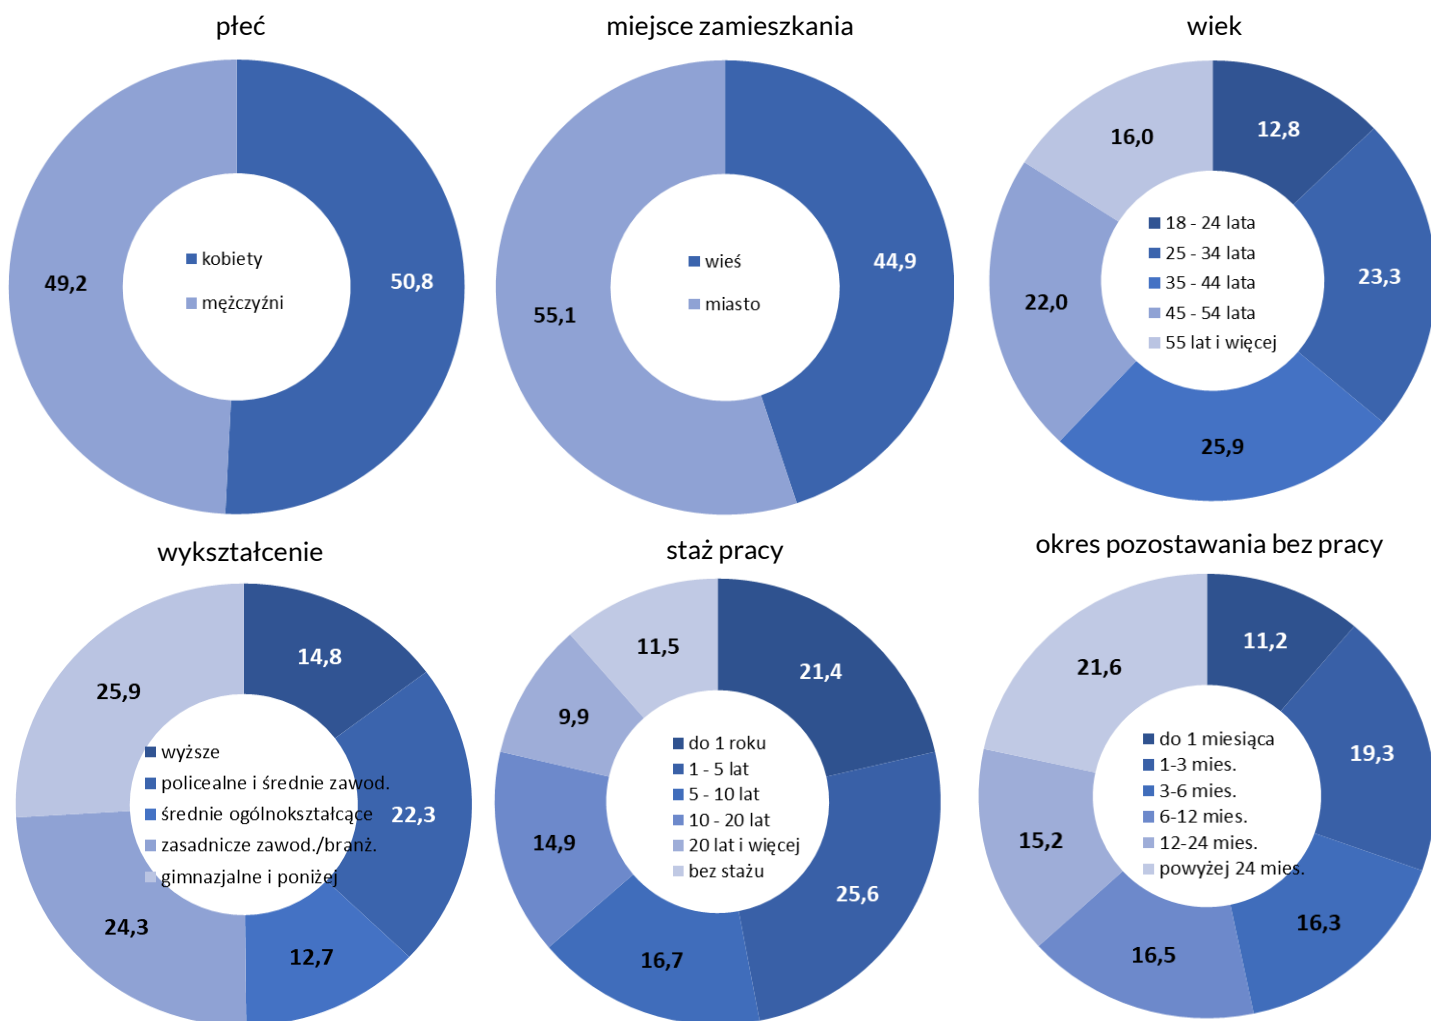 płeć
49,2
kobiety
mężczyźni
50,8
miejsce zamieszkania
55,1
wieś
miasto
44,9
wiek
16,0
12,8
22,0
18 - 24 lata
25 - 34 lata
35 - 44 lata
45 - 54 lata
55 lat i więcej
23,3
25,9
wykształcenie
25,9
14,8
wyższe
policealne i średnie zawod.
średnie ogólnokształcące
zasadnicze zawod./branż.
gimnazjalne i poniżej
22,3
24,3
12,7
staż pracy
11,5
21,4
9,9
do 1 roku
1 - 5 lat
5 - 10 lat
10 - 20 lat
20 lat i więcej
bez stażu
14,9
25,6
16,7
okres pozostawania bez pracy
21,6
11,2
19,3
do 1 miesiąca
1-3 mies.
3-6 mies.
6-12 mies.
12-24 mies.
powyżej 24 mies.
15,2
16,3
16,5